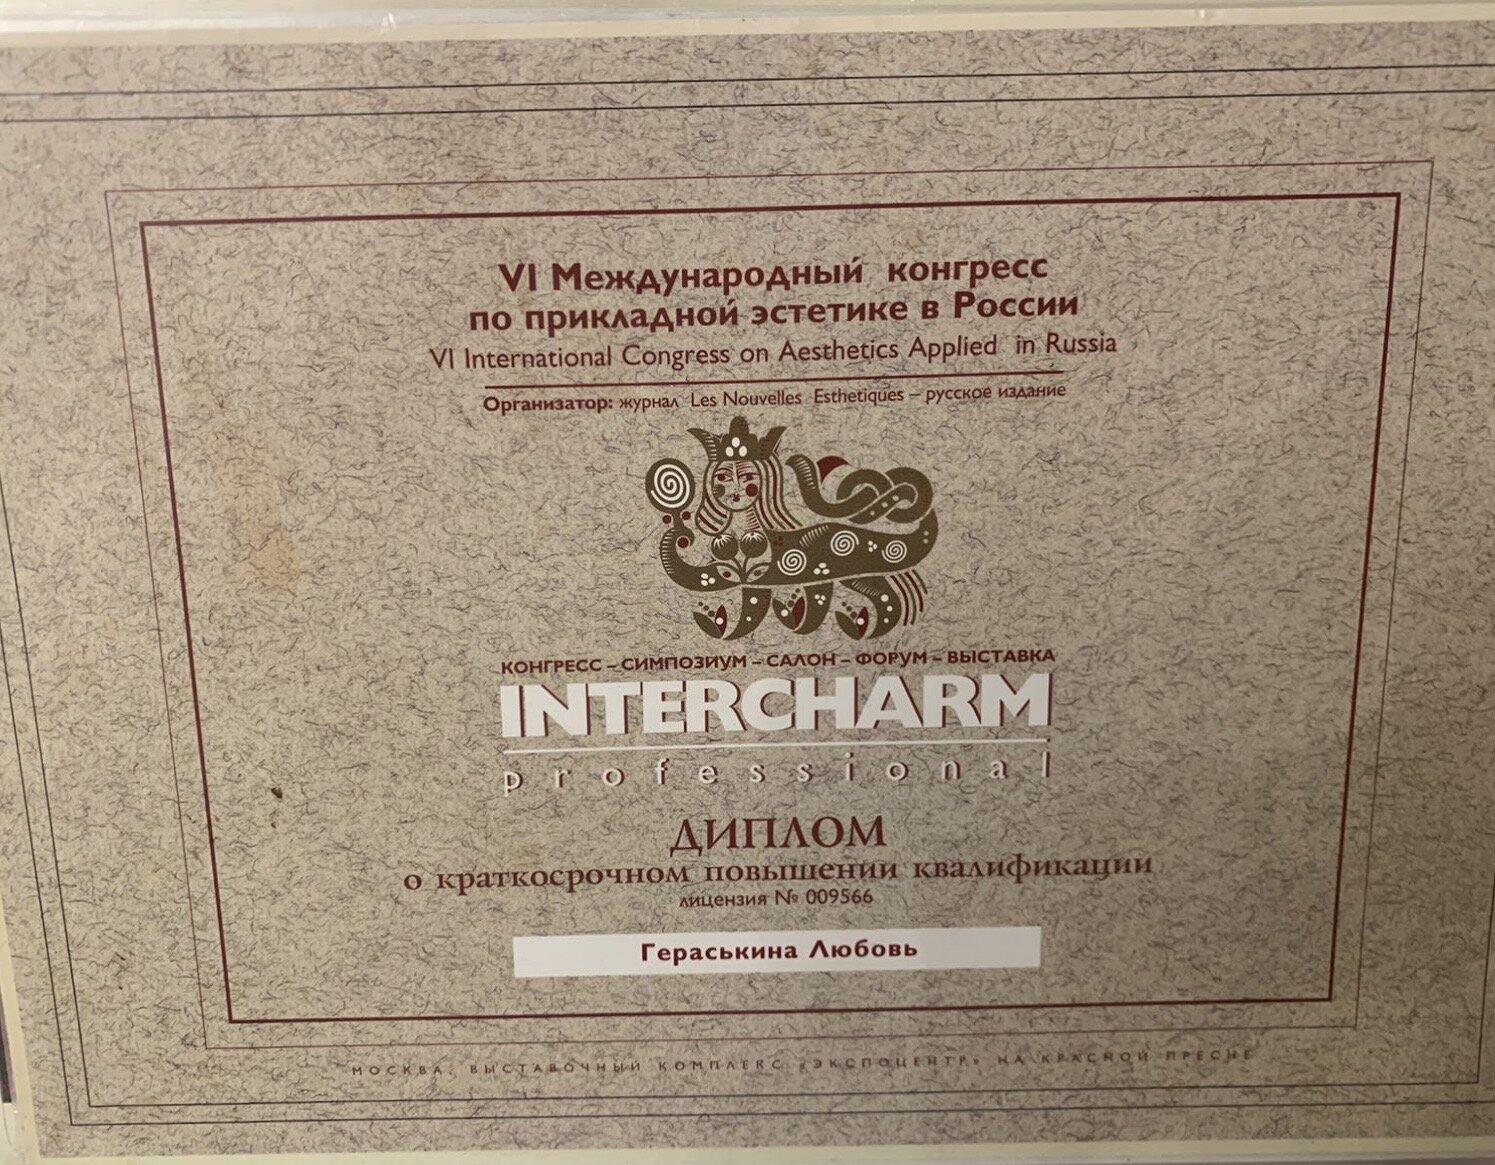 VI Международный конгресс
по прикладной эстетике в России
VI International Congress on Aesthetics Applied in Russia
Организатор: журнал Les Nouvelles Esthetiques – русское издание
КОНГРЕСС – СИМПОЗИУМ – САЛОН – ФОРУМ – ВЫСТАВКА
INTERCHARM
professional
ДИПЛОМ
о краткосрочном повышении квалификации
лицензия № 009566
Гераськина Любовь
МОСКВА, ВЫСТАВОЧНЫЙ КОМПЛЕКС «ЭКСПОЦЕНТР» НА КРАСНОЙ ПРЕСНЕ